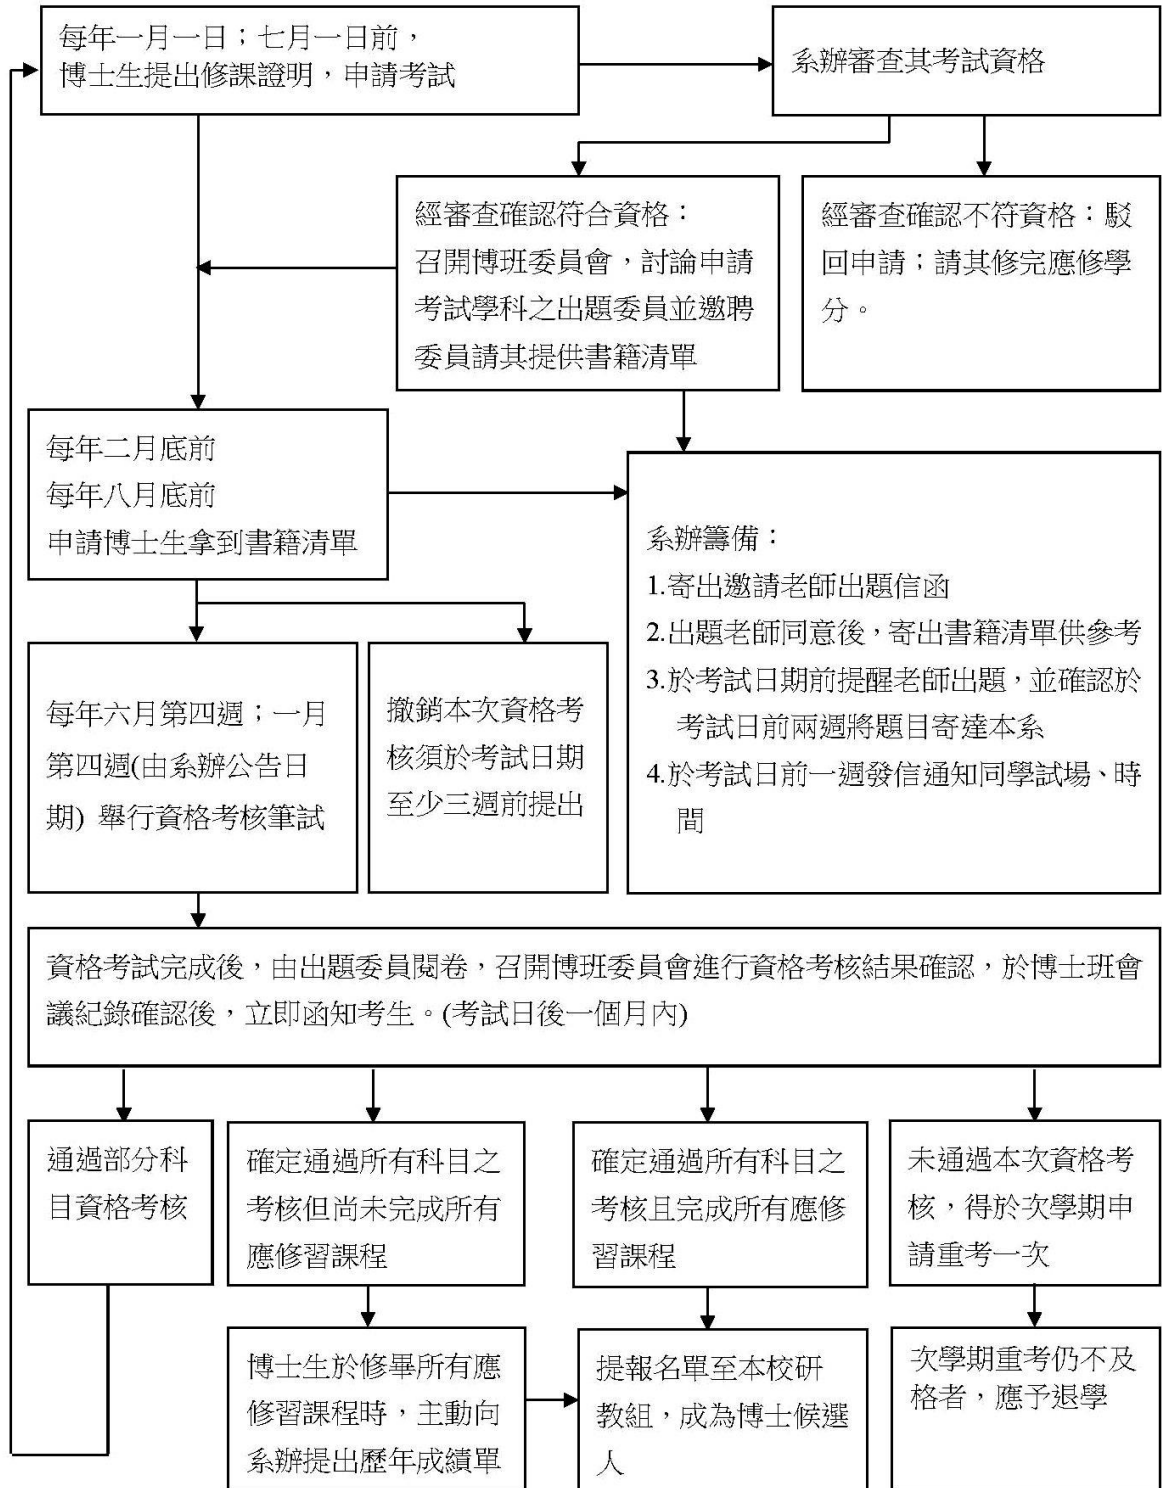 每年一月一日；七月一日前，
博士生提出修課證明，申請考試
系辦審查其考試資格
經審查確認符合資格：
召開博班委員會，討論申請
考試學科之出題委員並邀聘
委員請其提供書籍清單
經審查確認不符資格：駁
回申請；請其修完應修學
分。
每年二月底前
每年八月底前
申請博士生拿到書籍清單
系辦籌備：
1.寄出邀請老師出題信函
2.出題老師同意後，寄出書籍清單供參考
3.於考試日期前提醒老師出題，並確認於
考試日前兩週將題目寄達本系
4.於考試日前一週發信通知同學試場、時
間
每年六月第四週；一月
第四週(由系辦公告日
期) 舉行資格考核筆試
撤銷本次資格考
核須於考試日期
至少三週前提出
資格考試完成後，由出題委員閱卷，召開博班委員會進行資格考核結果確認，於博士班會
議紀錄確認後，立即函知考生。(考試日後一個月內)
通過部分科
目資格考核
確定通過所有科目之
考核但尚未完成所有
應修習課程
確定通過所有科目之
考核且完成所有應修
習課程
未通過本次資格考
核，得於次學期申
請重考一次
博士生於修畢所有應
修習課程時，主動向
系辦提出歷年成績單
提報名單至本校研
教組，成為博士候選
人
次學期重考仍不及
格者，應予退學